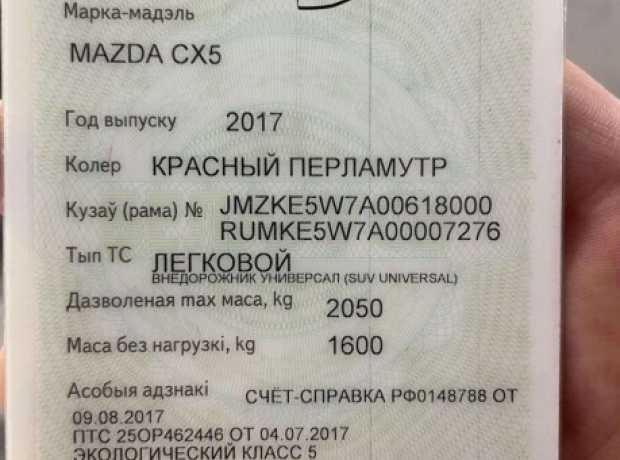 Марка-мадэль
MAZDA CX5
Год выпуску 2017
Колер КРАСНЫЙ ПЕРЛАМУТР
Кузаў (рама) № JMZKE5W7A00618000
RUMKE5W7A00007276
Тып ТС ЛЕГКОВОЙ
ВНЕДОРОЖНИК УНИВЕРСАЛ (SUV UNIVERSAL)
Дазволеная max маса, kg 2050
Маса без нагрузкі, kg 1600
Асобыя адзнакі СЧЁТ-СПРАВКА РФ0148788 ОТ
09.08.2017
ПТС 25ОР462446 ОТ 04.07.2017
ЭКОЛОГИЧЕСКИЙ КЛАСС 5